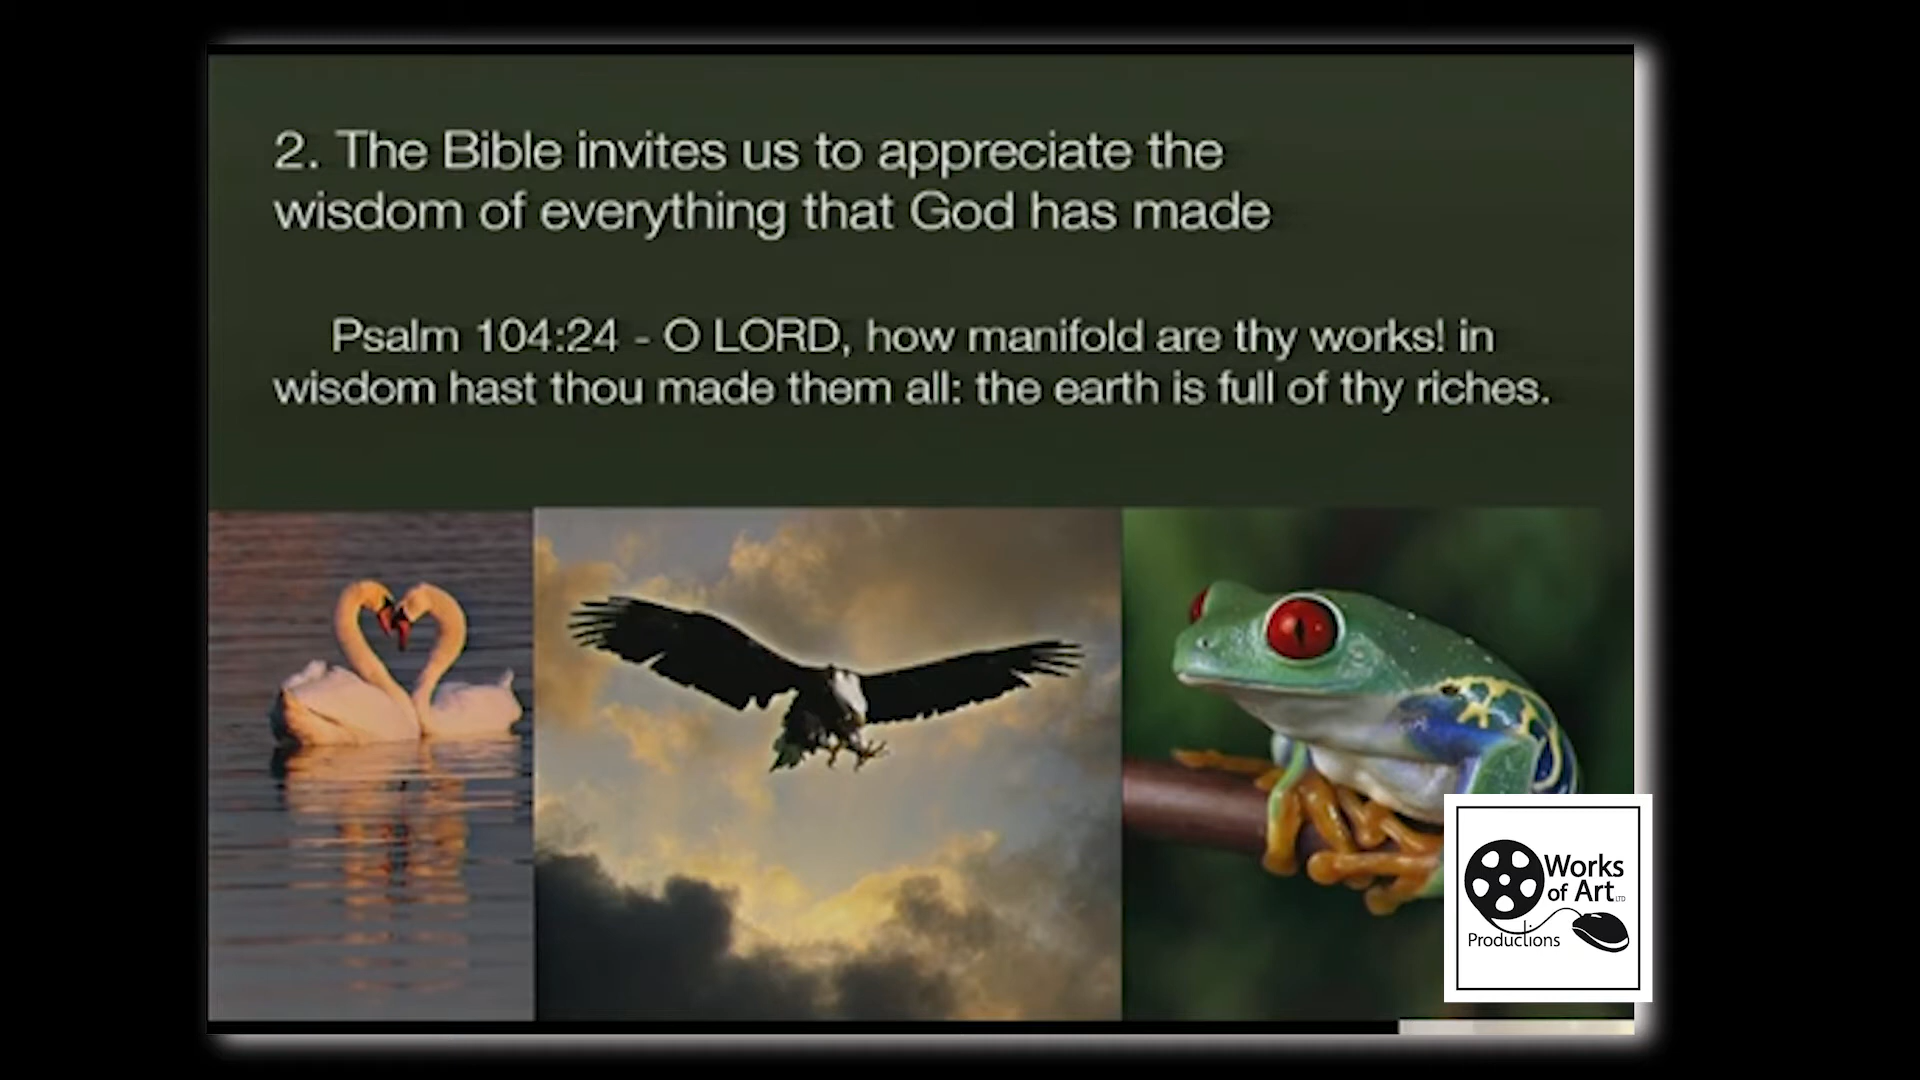 2. The Bible invites us to appreciate the
wisdom of everything that God has made
Psalm 104:24 - O LORD, how manifold are thy works! in
wisdom hast thou made them all: the earth is full of thy riches.
Works
of Art LTD
Productions